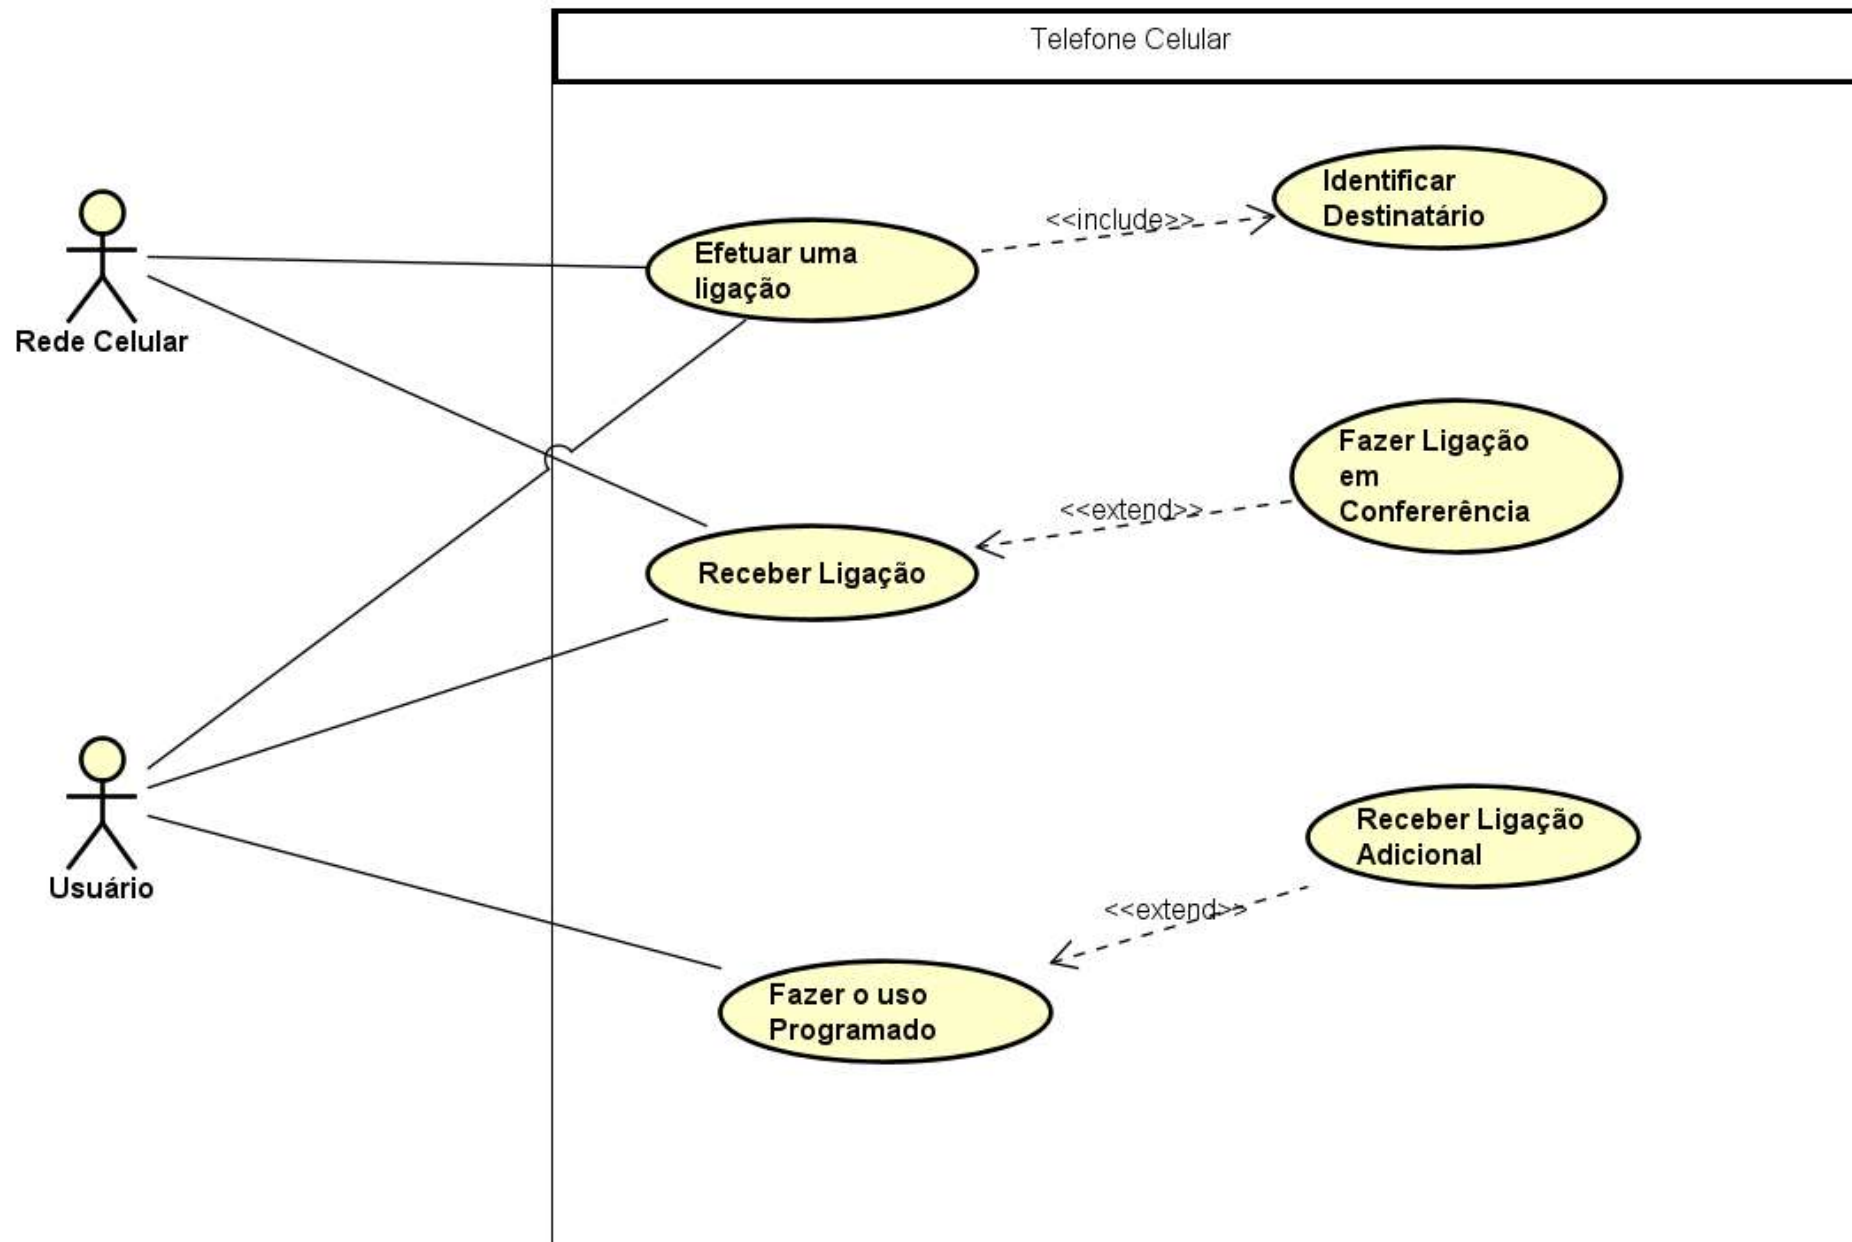 Telefone Celular
Identificar
Destinatário
<<include>>
Efetuar uma
ligação
Rede Celular
Fazer Ligação
em
Confererência
<<extend>>
Receber Ligação
Receber Ligação
Adicional
Usuário
<<extend>>
Fazer o uso
Programado